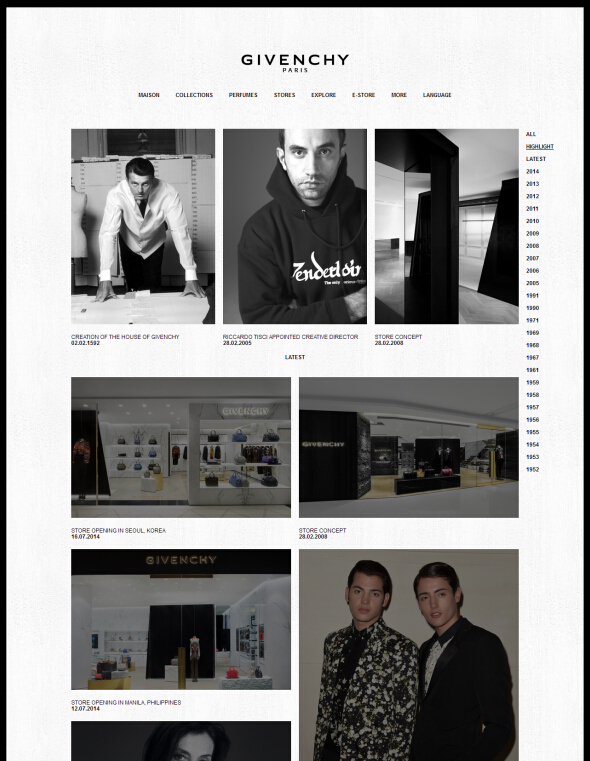 GIVENCHY
PARIS
MAISON COLLECTIONS PERFUMES STORES EXPLORE E-STORE MORE LANGUAGE
ALL
HIGHLIGHT
LATEST
2014
2013
2012
2011
2010
2009
2008
2007
2006
2005
1991
1990
1971
1969
1968
1967
1961
1959
1958
1957
1956
1955
1954
1953
1952
The only
CREATION OF THE HOUSE OF GIVENCHY
02.02.1592
RICCARDO TISCI APPOINTED CREATIVE DIRECTOR
28.02.2005
STORE CONCEPT
28.02.2008
LATEST
GIVENCHY
GIVENCHY
STORE OPENING IN SEOUL, KOREA
16.07.2014
STORE CONCEPT
28.02.2008
GIVENCHY
STORE OPENING IN MANILA, PHILIPPINES
12.07.2014